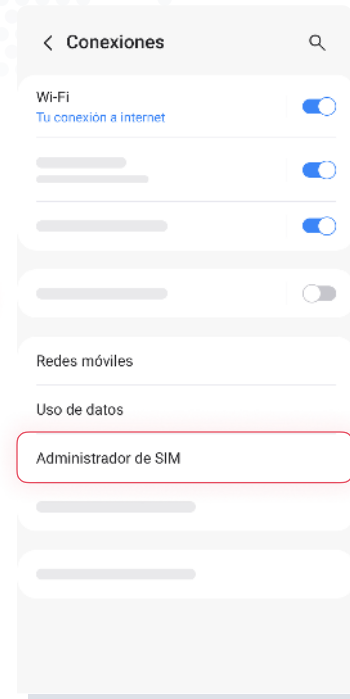 Conexiones
Wi-Fi
Tu conexión a internet
Redes móviles
Uso de datos
Administrador de SIM